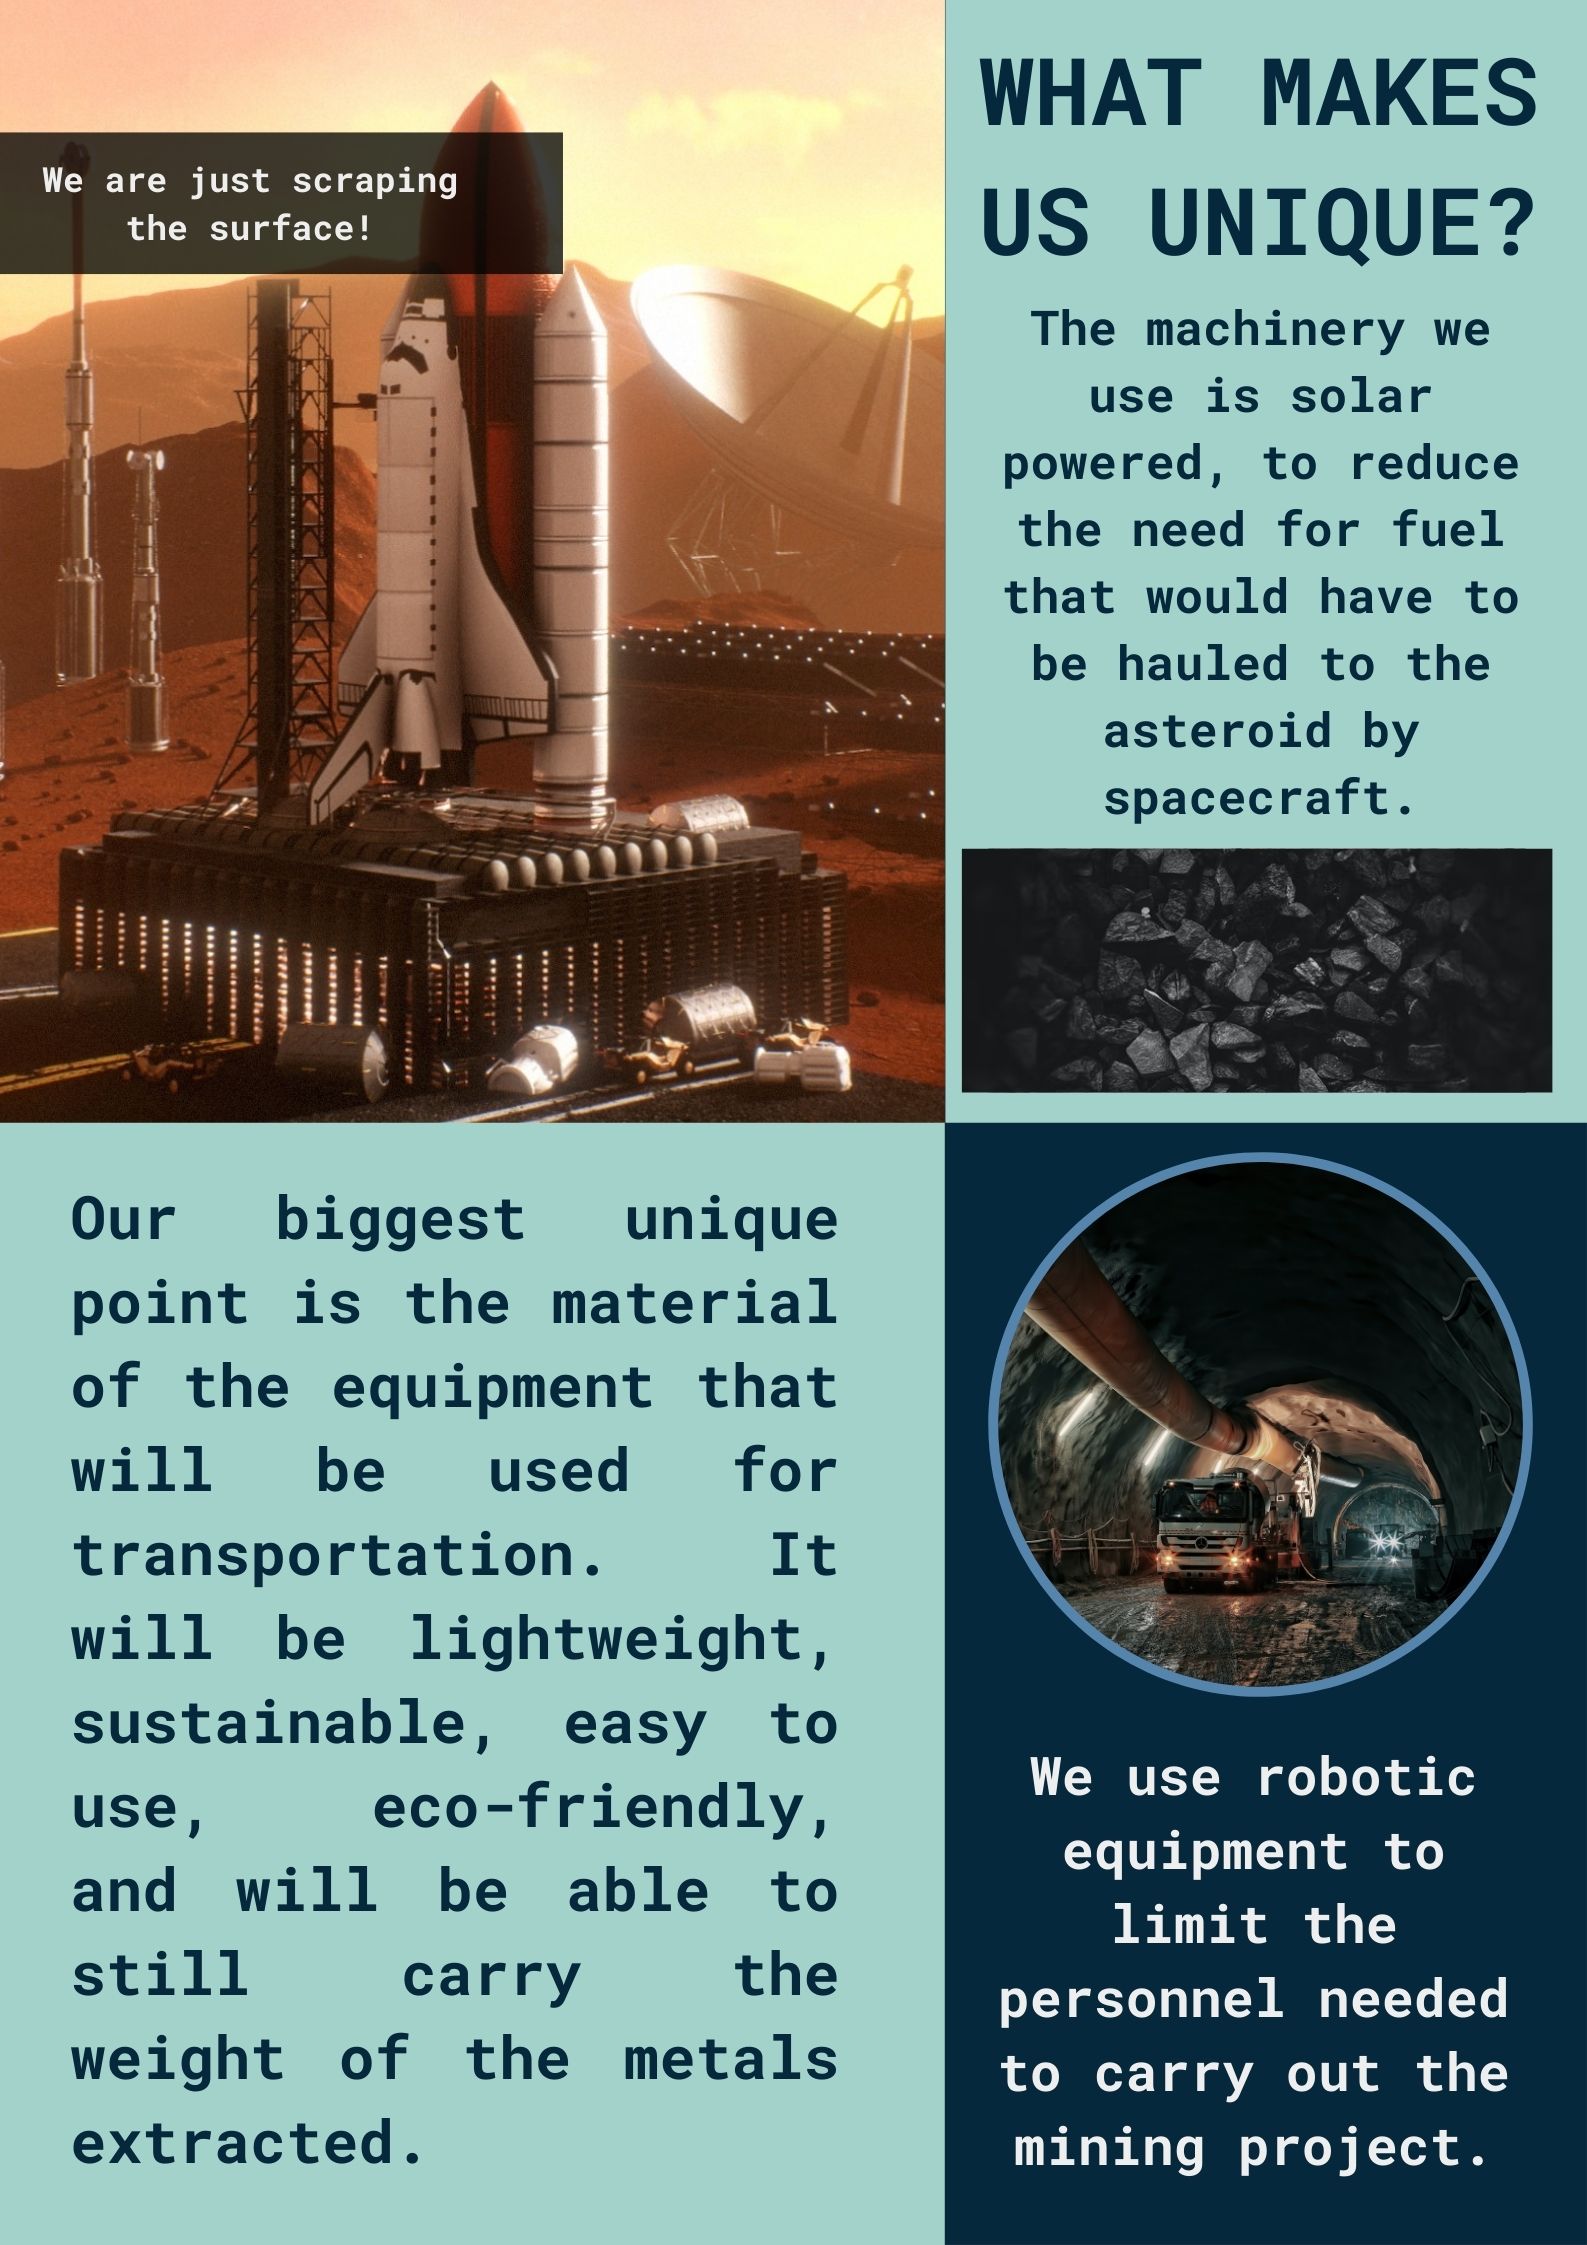 We are just scraping
the surface!
WHAT MAKES
US UNIQUE?
The machinery we
use is solar
powered, to reduce
the need for fuel
that would have to
be hauled to the
asteroid by
spacecraft.
Our biggest unique
point is the material
of the equipment that
will be used for
transportation. It
will be lightweight,
sustainable, easy to
use, eco-friendly,
and will be able to
still carry the
weight of the metals
extracted.
We use robotic
equipment to
limit the
personnel needed
to carry out the
mining project.